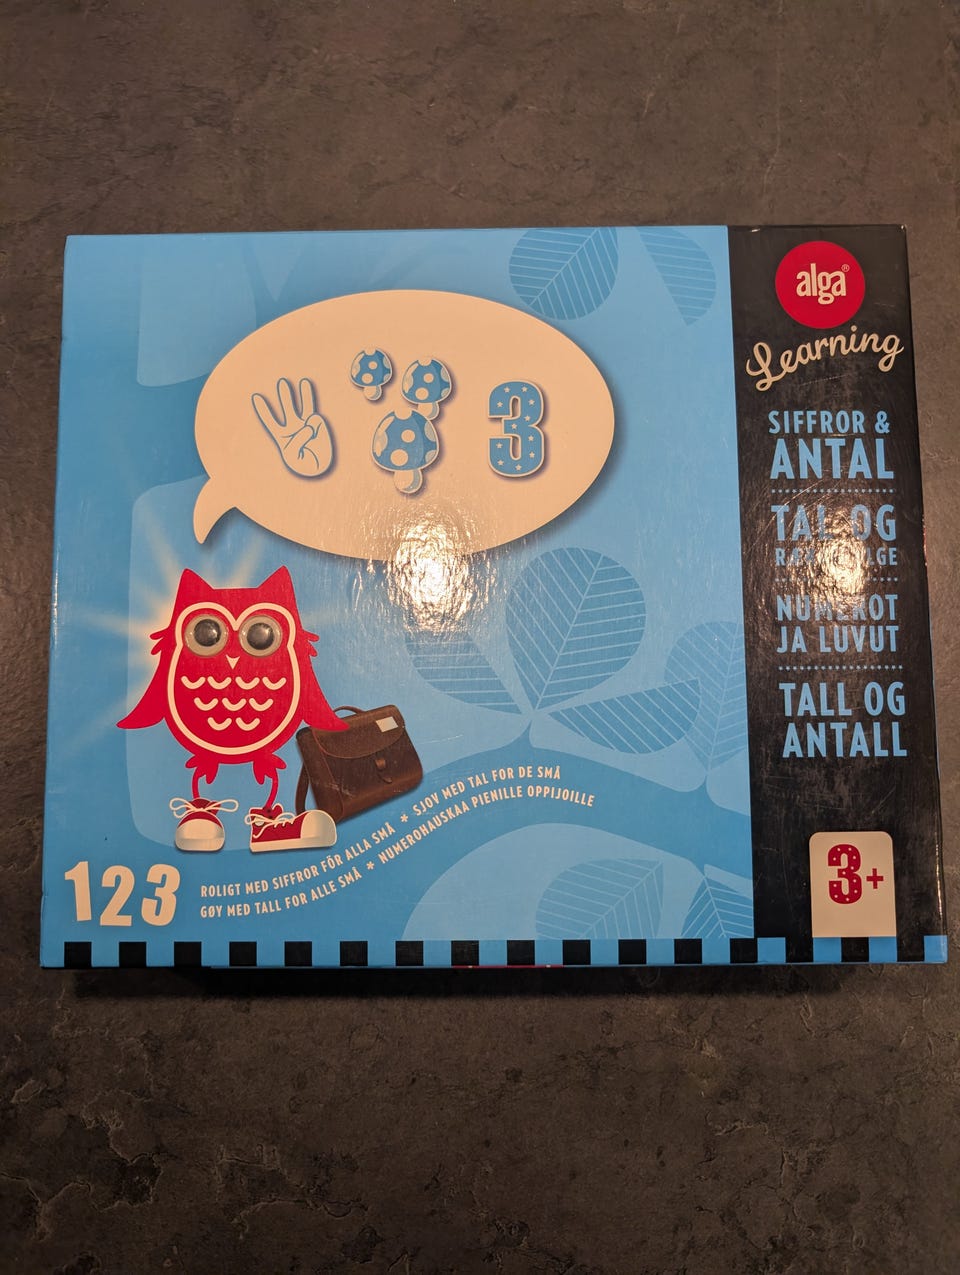 3
alga®
Learning
SIFFROR &
ANTAL
TAL OG
NUMEROT
JA LUVUT
TALL OG
ANTALL
3+
123
ROLIGT MED SIFFROR FÖR ALLA SMÅ * SJOV MED TAL FOR DE SMÅ
GØY MED TALL FOR ALLE SMÅ * NUMEROHAUSKAA PIENILLE OPPIJOILLE